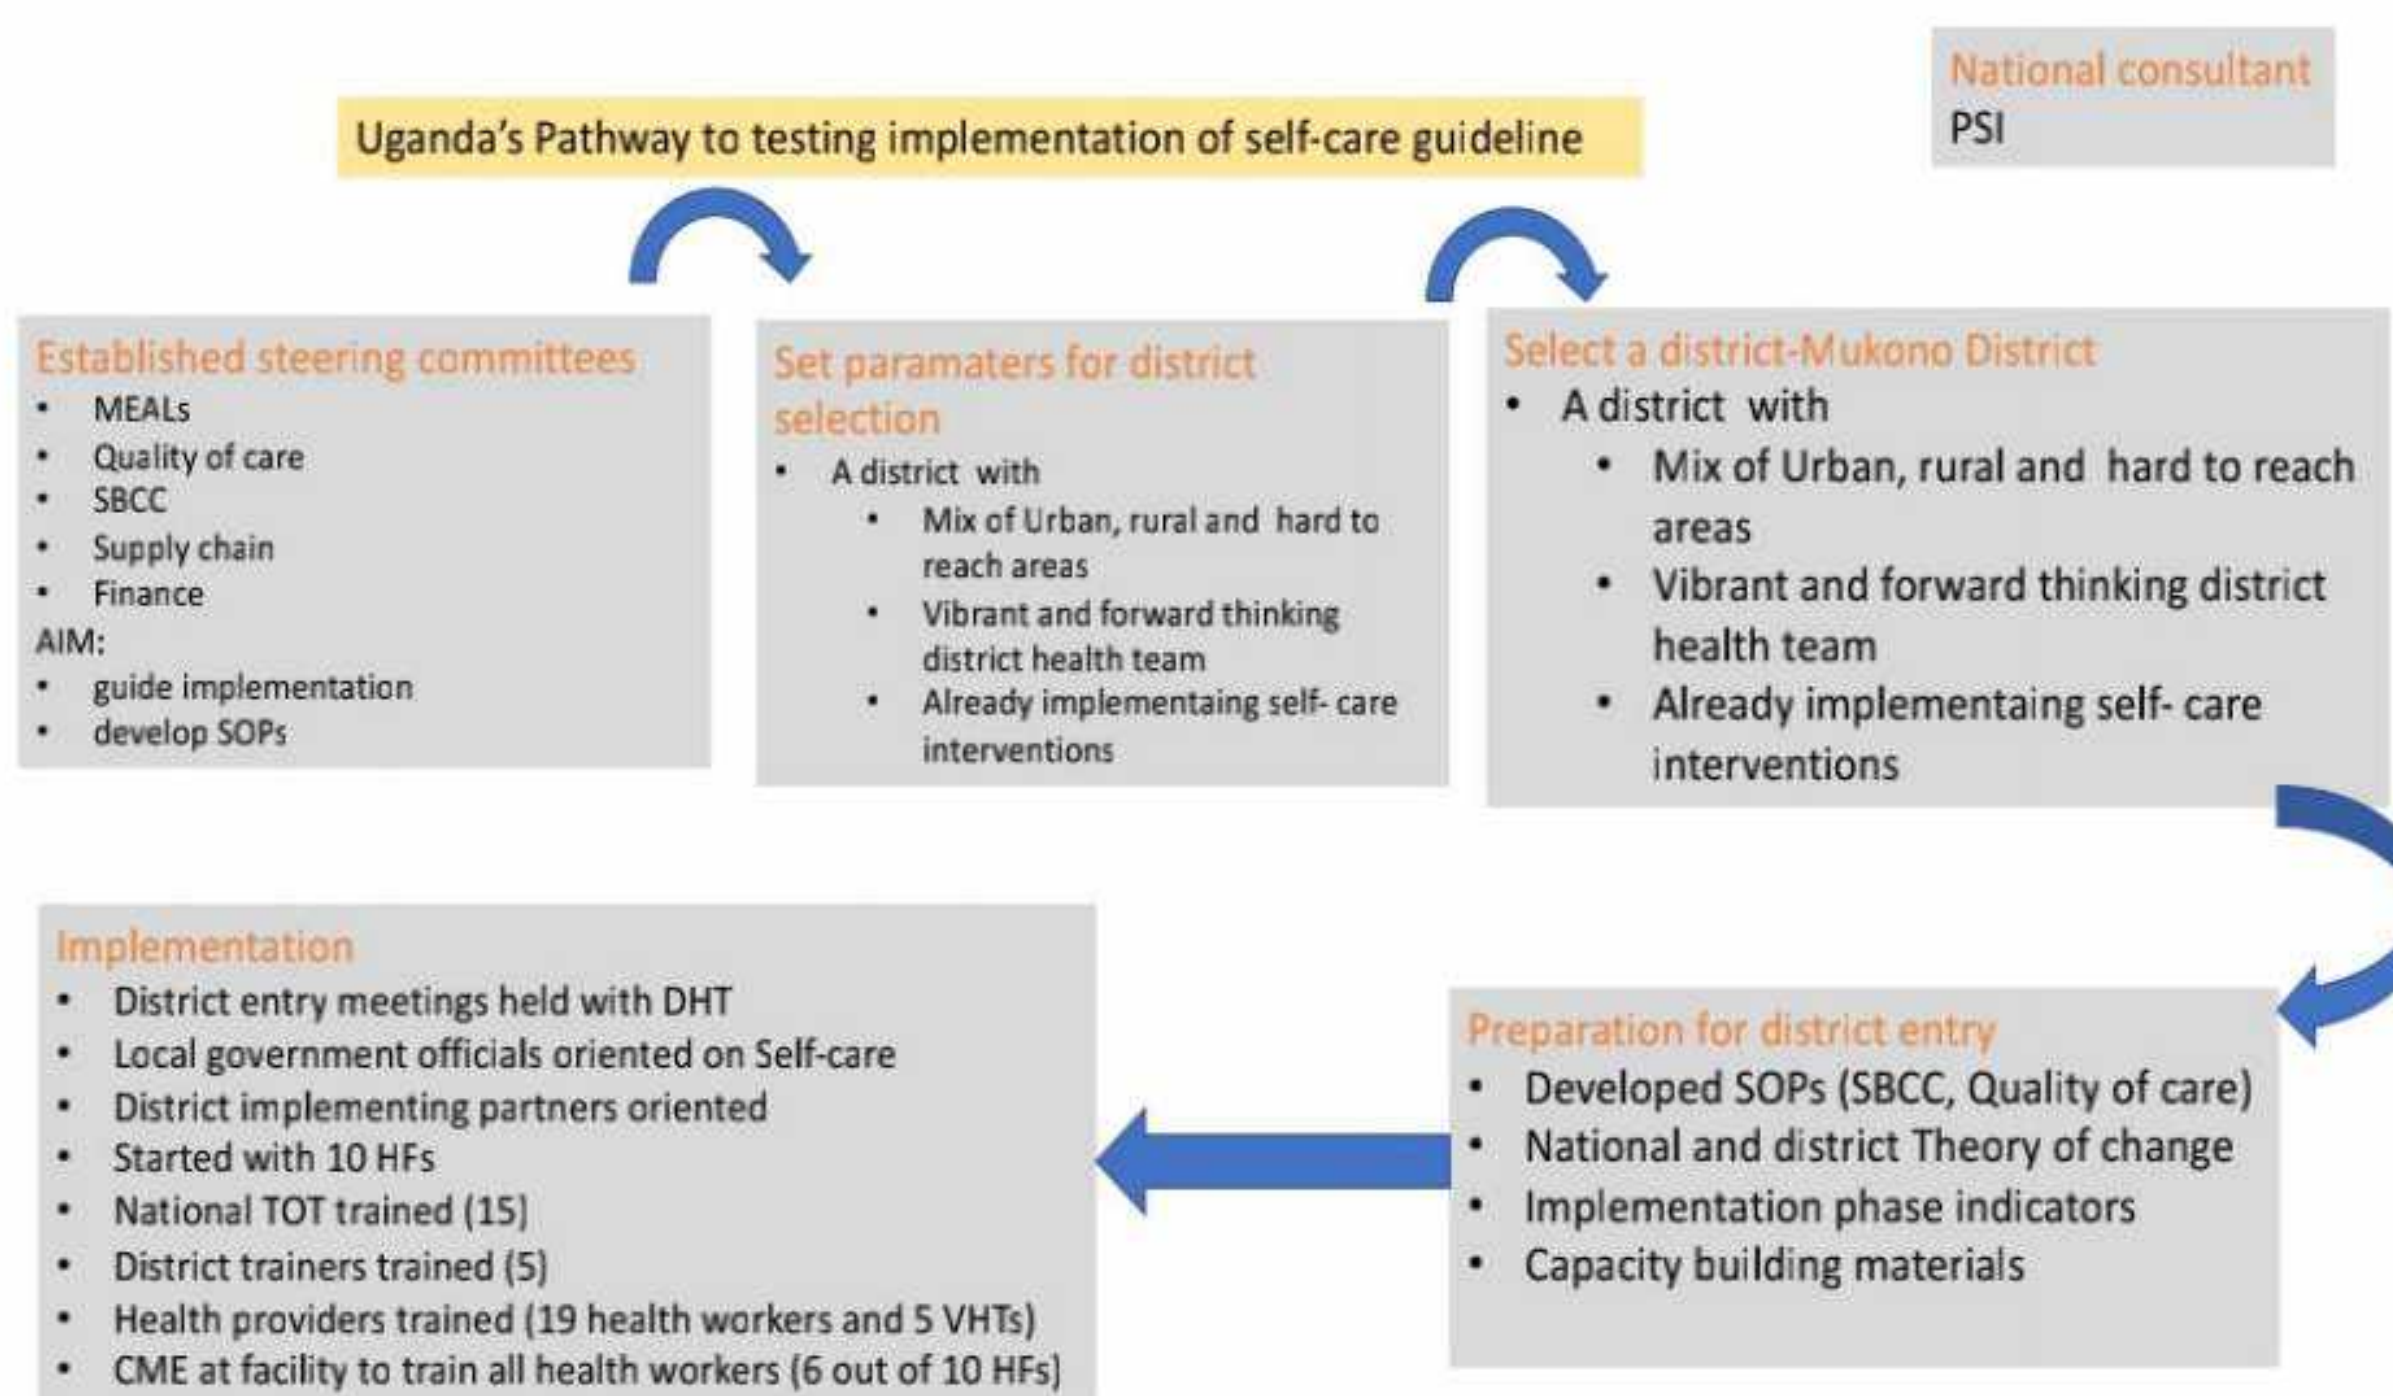 National consultant
PSI
Uganda's Pathway to testing implementation of self-care guideline
Established steering committees
• MEALs
• Quality of care
• SBCC
• Supply chain
• Finance
AIM:
• guide implementation
• develop SOPs
Set paramaters for district
selection
• A district with
• Mix of Urban, rural and hard to
reach areas
• Vibrant and forward thinking
district health team
• Already implementaing self- care
interventions
Select a district-Mukono District
• A district with
• Mix of Urban, rural and hard to reach
areas
• Vibrant and forward thinking district
health team
• Already implementaing self- care
interventions
Preparation for district entry
• Developed SOPs (SBCC, Quality of care)
• National and district Theory of change
• Implementation phase indicators
• Capacity building materials
Implementation
• District entry meetings held with DHT
• Local government officials oriented on Self-care
• District implementing partners oriented
• Started with 10 HFs
• National TOT trained (15)
• District trainers trained (5)
• Health providers trained (19 health workers and 5 VHTs)
• CME at facility to train all health workers (6 out of 10 HFs)